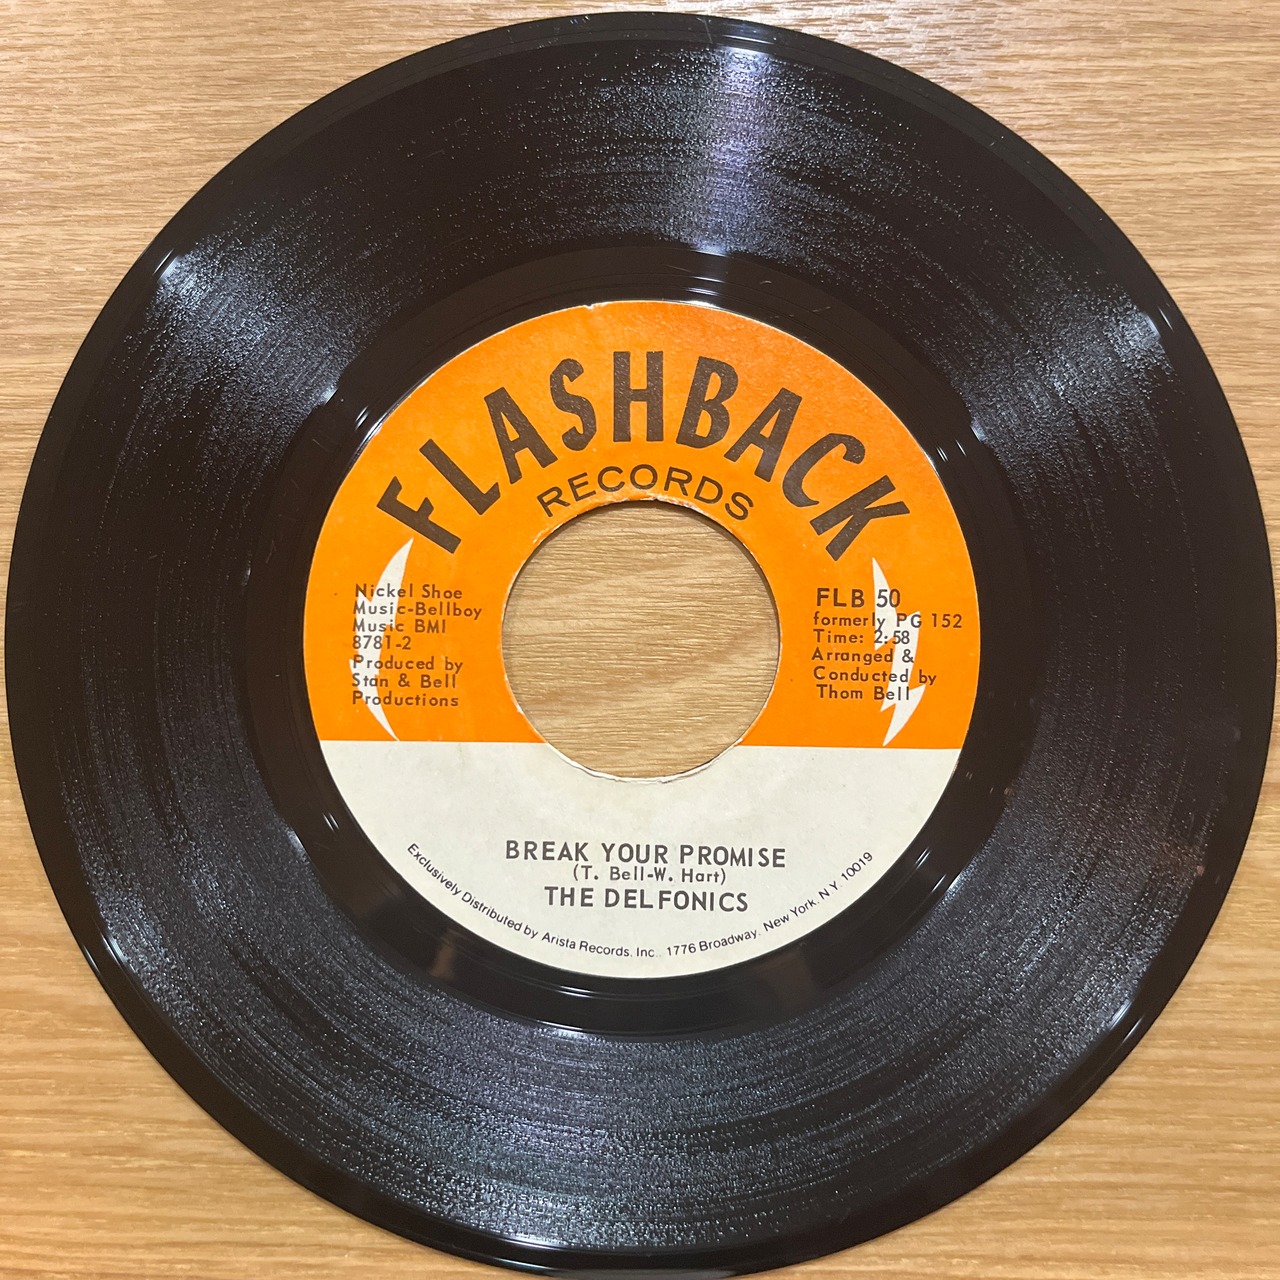 FLASHBACK
RECORDS
Nickel Shoe
Music-Bellboy
Music BMI
8781-2
Produced by
Stan & Bell
Productions
FLB 50
formerly PG 152
Time: 2:58
Arranged &
Conducted by
Thom Bell
BREAK YOUR PROMISE
(T. Bell-W. Hart)
THE DELFONICS
Exclusively Distributed by Arista Records, Inc.. 1776 Broadway. New York. N.Y. 10019